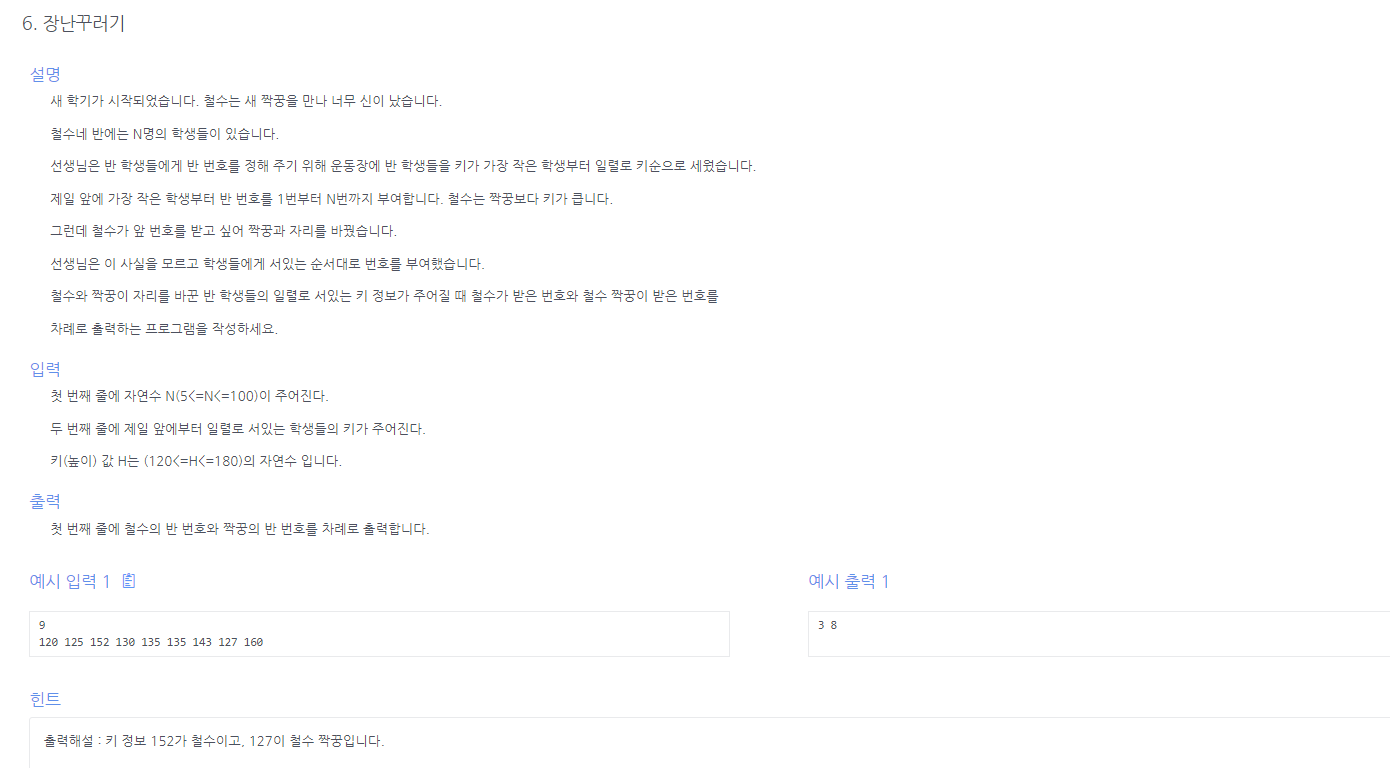 6. 장난꾸러기
설명
새 학기가 시작되었습니다. 철수는 새 짝꿍을 만나 너무 신이 났습니다.
철수네 반에는 N명의 학생들이 있습니다.
선생님은 반 학생들에게 반 번호를 정해 주기 위해 운동장에 반 학생들을 키가 가장 작은 학생부터 일렬로 키순으로 세웠습니다.
제일 앞에 가장 작은 학생부터 반 번호를 1번부터 N번까지 부여합니다. 철수는 짝꿍보다 키가 큽니다.
그런데 철수가 앞 번호를 받고 싶어 짝꿍과 자리를 바꿨습니다.
선생님은 이 사실을 모르고 학생들에게 서있는 순서대로 번호를 부여했습니다.
철수와 짝꿍이 자리를 바꾼 반 학생들의 일렬로 서있는 키 정보가 주어질 때 철수가 받은 번호와 철수 짝꿍이 받은 번호를
차례로 출력하는 프로그램을 작성하세요.
입력
첫 번째 줄에 자연수 N(5<=N<=100)이 주어진다.
두 번째 줄에 제일 앞에부터 일렬로 서있는 학생들의 키가 주어진다.
키(높이) 값 H는 (120<=H<=180)의 자연수 입니다.
출력
첫 번째 줄에 철수의 반 번호와 짝꿍의 반 번호를 차례로 출력합니다.
예시 입력 1
9
120 125 152 130 135 135 143 127 160
예시 출력 1
3 8
힌트
출력해설 : 키 정보 152가 철수이고, 127이 철수 짝꿍입니다.